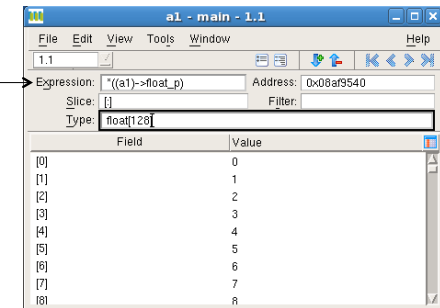 a1 - main - 1.1
File Edit View Tools Window Help
1.1
Expression: *((a1)->float_p) Address: 0x08af9540
Slice: [:] Filter:
Type: float[128]
Field Value
[0] 0
[1] 1
[2] 2
[3] 3
[4] 4
[5] 5
[6] 6
[7] 7
[8] 8